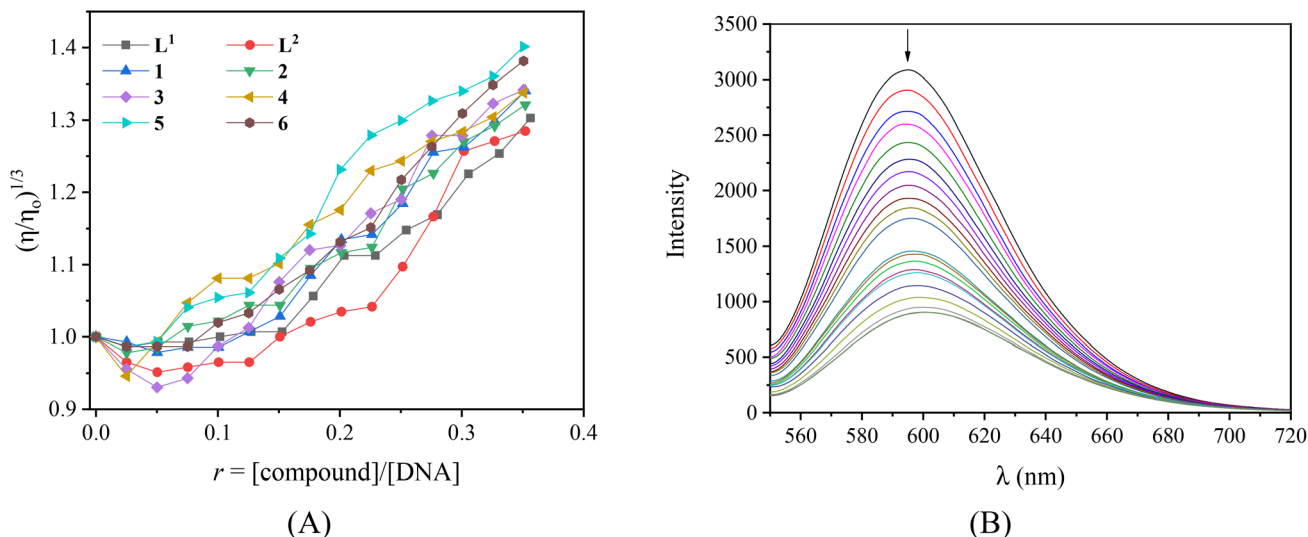 L¹ L²
1 2
3 4
5 6
(η/ηₒ)^1/3
1.4
1.3
1.2
1.1
1.0
0.9
0.0 0.1 0.2 0.3 0.4
r = [compound]/[DNA]
(A)
Intensity
3500
3000
2500
2000
1500
1000
500
0
560 580 600 620 640 660 680 700 720
λ (nm)
(B)